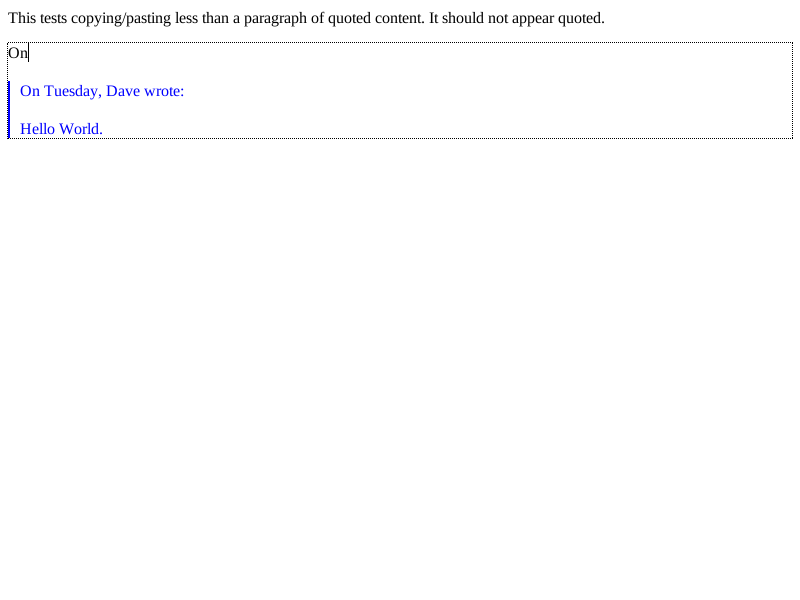 This tests copying/pasting less than a paragraph of quoted content. It should not appear quoted.
On
On Tuesday, Dave wrote:
Hello World.